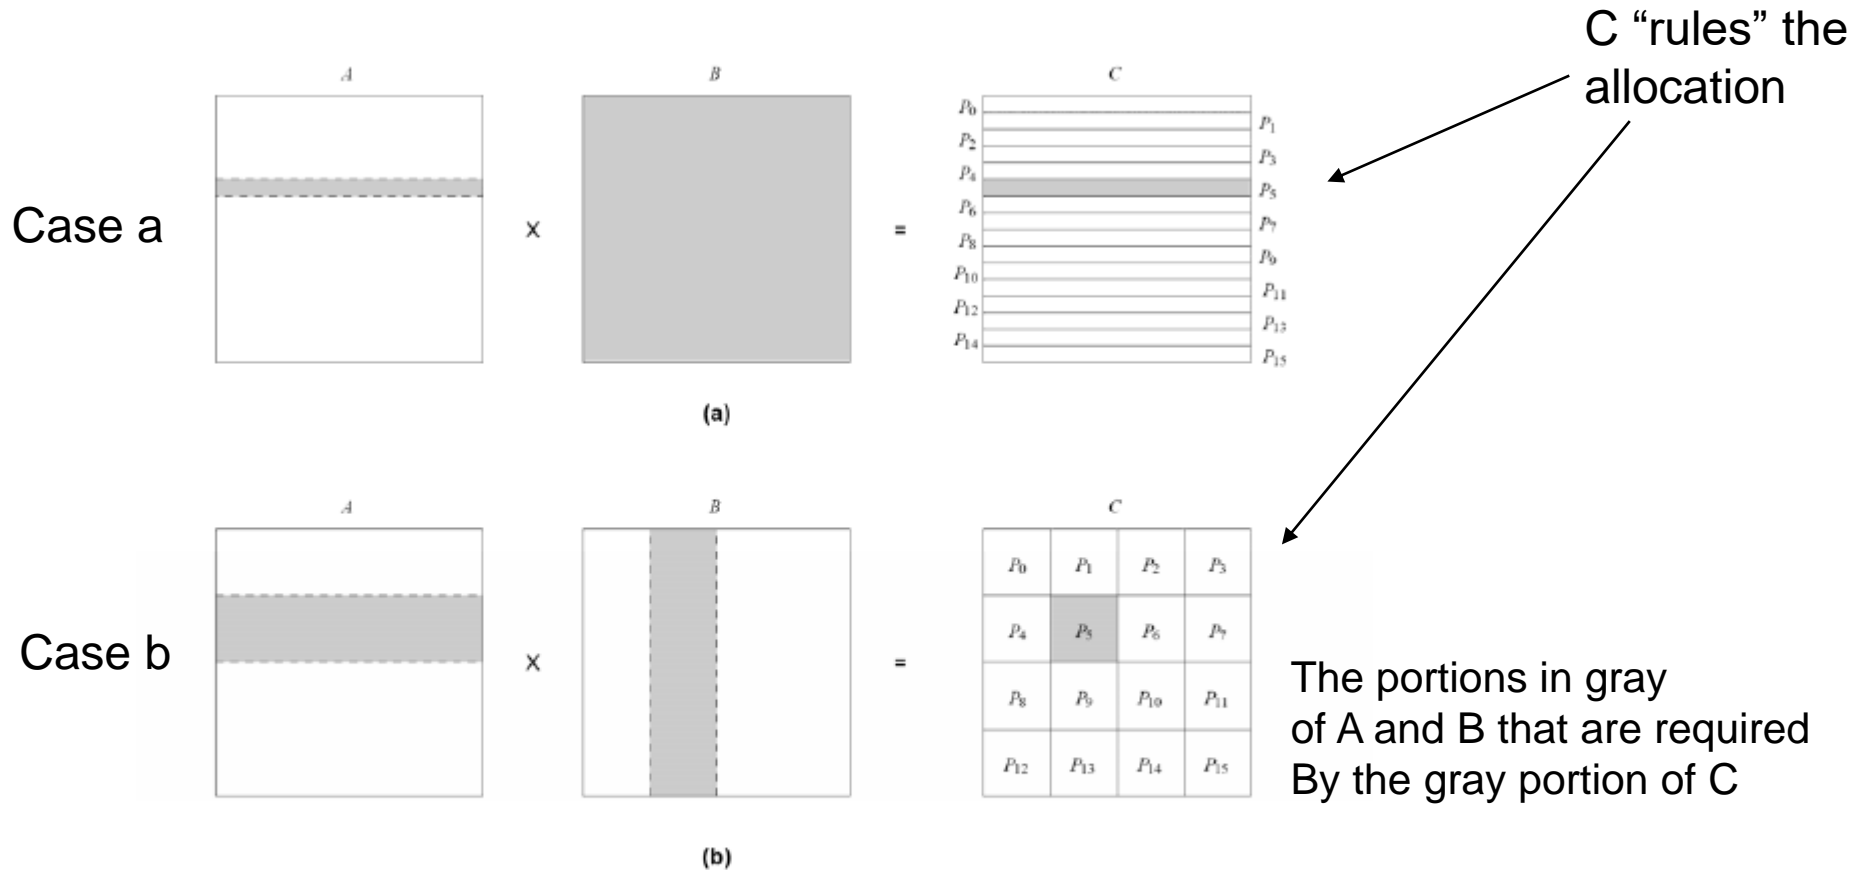 C “rules” the
allocation
Case a
A
B
C
X
=
P0
P1
P2
P3
P4
P5
P6
P7
P8
P9
P10
P11
P12
P13
P14
P15
(a)
Case b
A
B
C
X
=
P0 P1 P2 P3
P4 P5 P6 P7
P8 P9 P10 P11
P12 P13 P14 P15
The portions in gray
of A and B that are required
By the gray portion of C
(b)